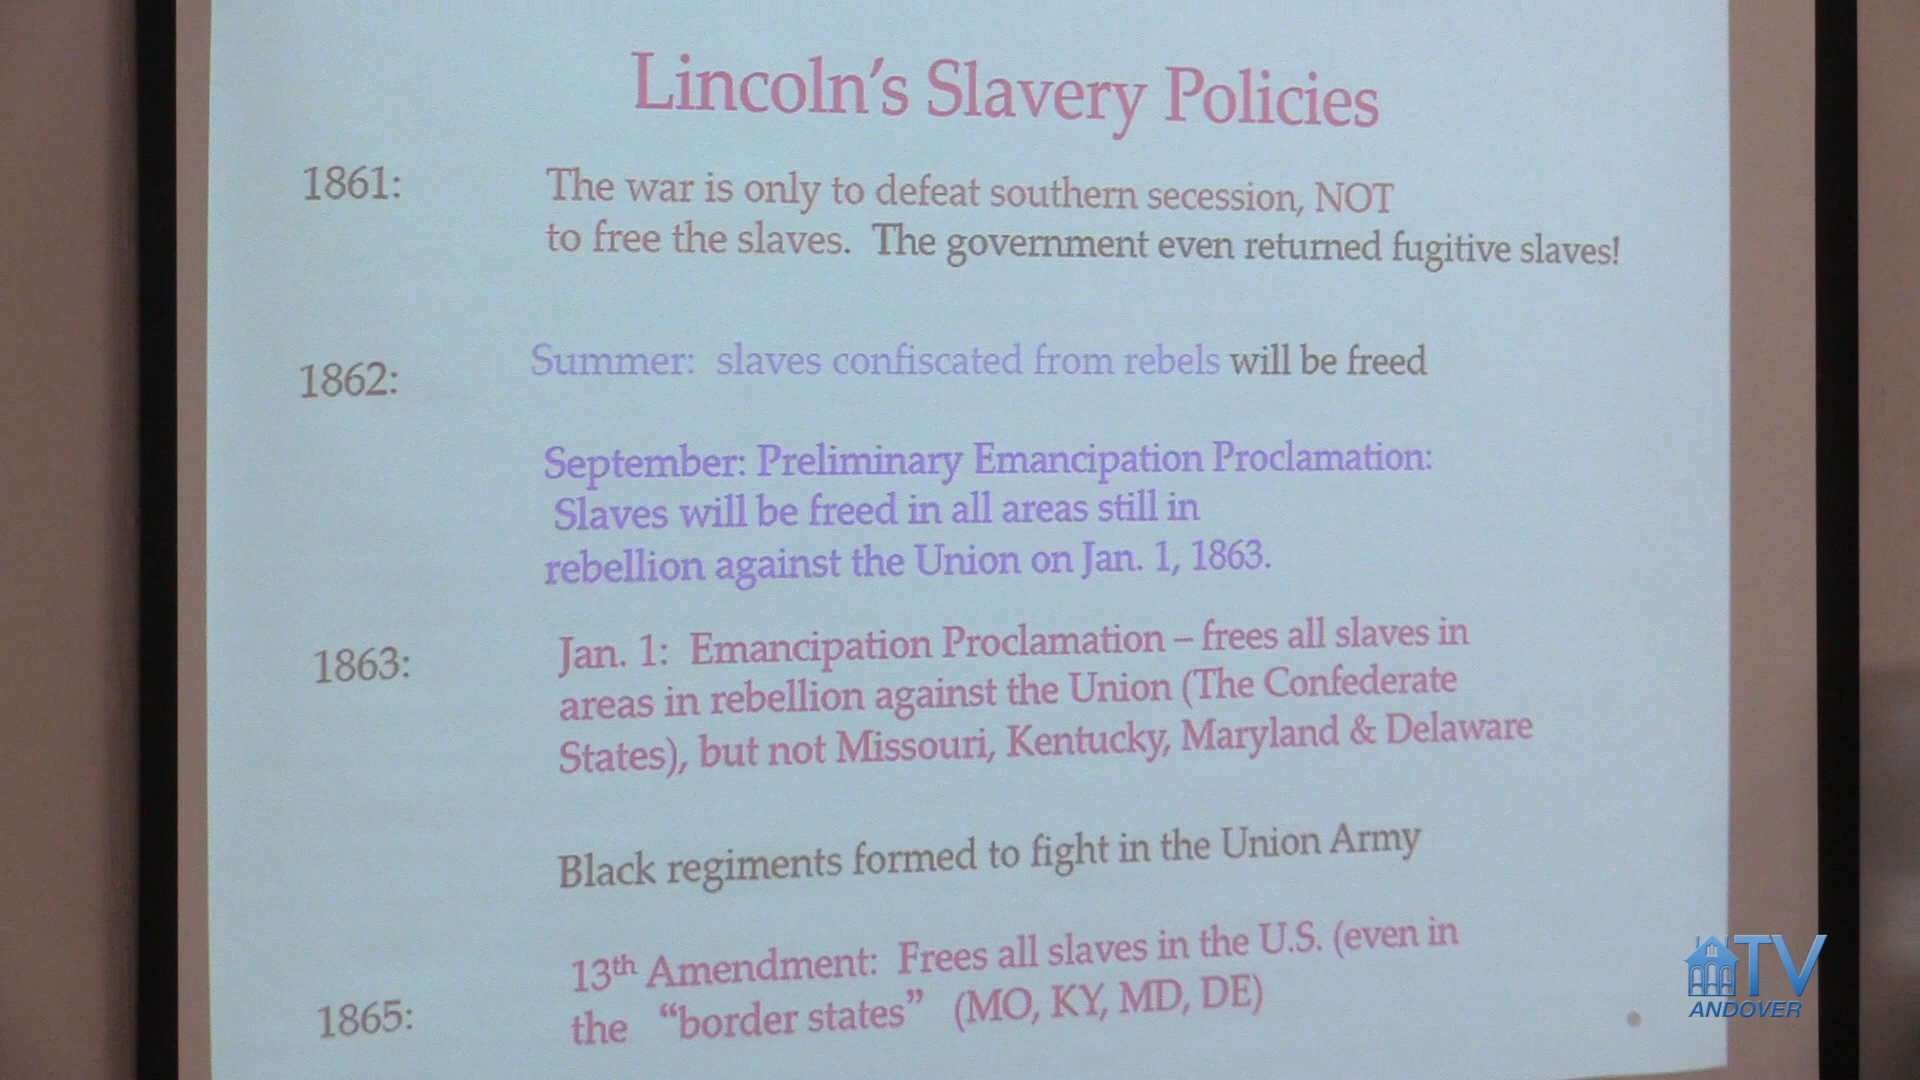 Lincoln's Slavery Policies
1861: The war is only to defeat southern secession, NOT
to free the slaves. The government even returned fugitive slaves!
1862: Summer: slaves confiscated from rebels will be freed
September: Preliminary Emancipation Proclamation:
Slaves will be freed in all areas still in
rebellion against the Union on Jan. 1, 1863.
1863: Jan. 1: Emancipation Proclamation – frees all slaves in
areas in rebellion against the Union (The Confederate
States), but not Missouri, Kentucky, Maryland & Delaware
Black regiments formed to fight in the Union Army
1865: 13th Amendment: Frees all slaves in the U.S. (even in
the "border states" (MO, KY, MD, DE)
TV
ANDOVER